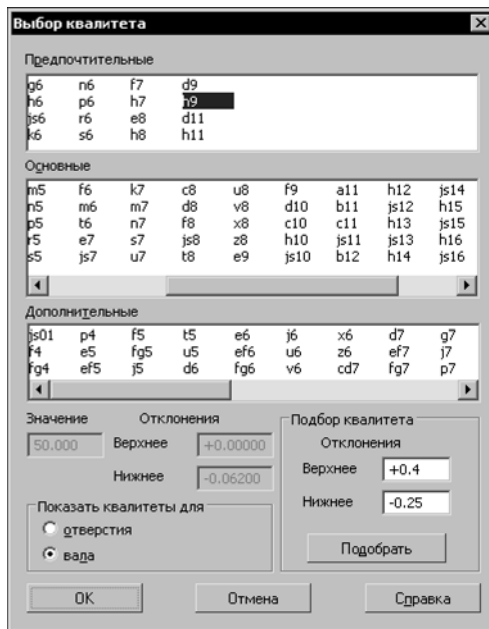 Выбор квалитета
Предпочтительные
g6 n6 f7 d9
h6 p6 h7 h9
js6 r6 e8 d11
k6 s6 h8 h11
Основные
m5 f6 k7 c8 u8 f9 a11 h12 js14
n5 m6 m7 d8 v8 d10 b11 js12 h15
p5 t6 n7 f8 x8 c10 c11 h13 js15
r5 e7 s7 js8 z8 h10 js11 js13 h16
s5 js7 u7 t8 e9 js10 b12 h14 js16
Дополнительные
js01 p4 f5 t5 e6 j6 x6 d7 g7
f4 e5 fg5 u5 ef6 u6 z6 ef7 j7
fg4 ef5 j5 d6 fg6 v6 cd7 fg7 p7
Значение Отклонения
50.000 Верхнее +0.00000
Нижнее -0.06200
Показать квалитеты для
отверстия
вала
Подбор квалитета
Отклонения
Верхнее +0.4
Нижнее -0.25
Подобрать
OK Отмена Справка